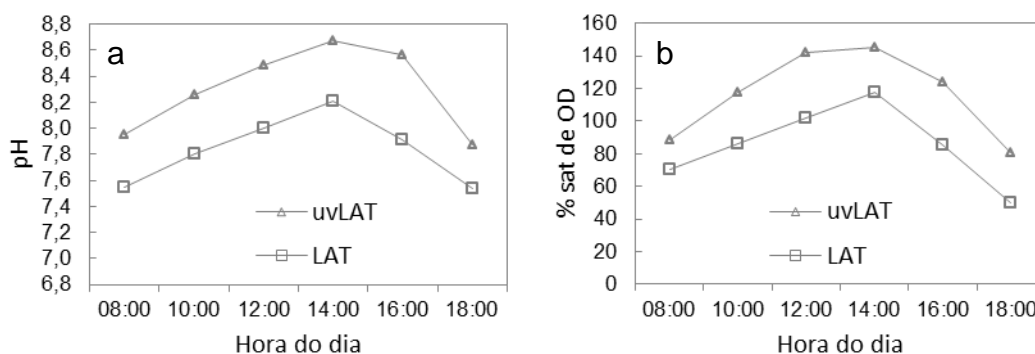 a
pH
8,8
8,6
8,4
8,2
8,0
7,8
7,6
7,4
7,2
7,0
6,8
uvLAT
LAT
08:00 10:00 12:00 14:00 16:00 18:00
Hora do dia
b
% sat de OD
160
140
120
100
80
60
40
20
0
uvLAT
LAT
08:00 10:00 12:00 14:00 16:00 18:00
Hora do dia